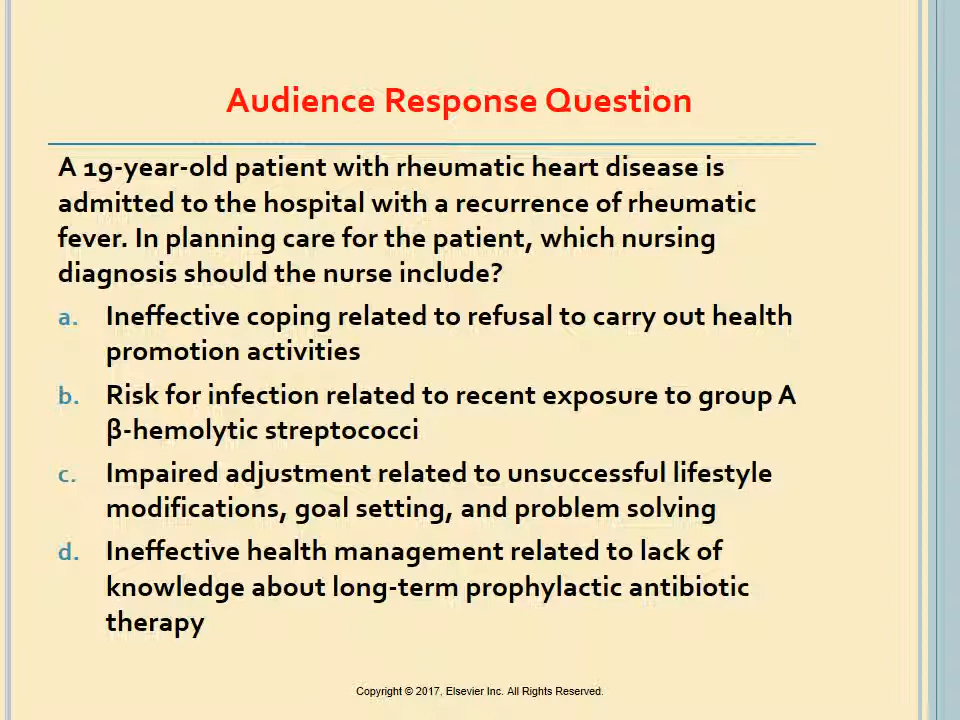 Audience Response Question
A 19-year-old patient with rheumatic heart disease is
admitted to the hospital with a recurrence of rheumatic
fever. In planning care for the patient, which nursing
diagnosis should the nurse include?
a. Ineffective coping related to refusal to carry out health
promotion activities
b. Risk for infection related to recent exposure to group A
β-hemolytic streptococci
c. Impaired adjustment related to unsuccessful lifestyle
modifications, goal setting, and problem solving
d. Ineffective health management related to lack of
knowledge about long-term prophylactic antibiotic
therapy
Copyright © 2017, Elsevier Inc. All Rights Reserved.